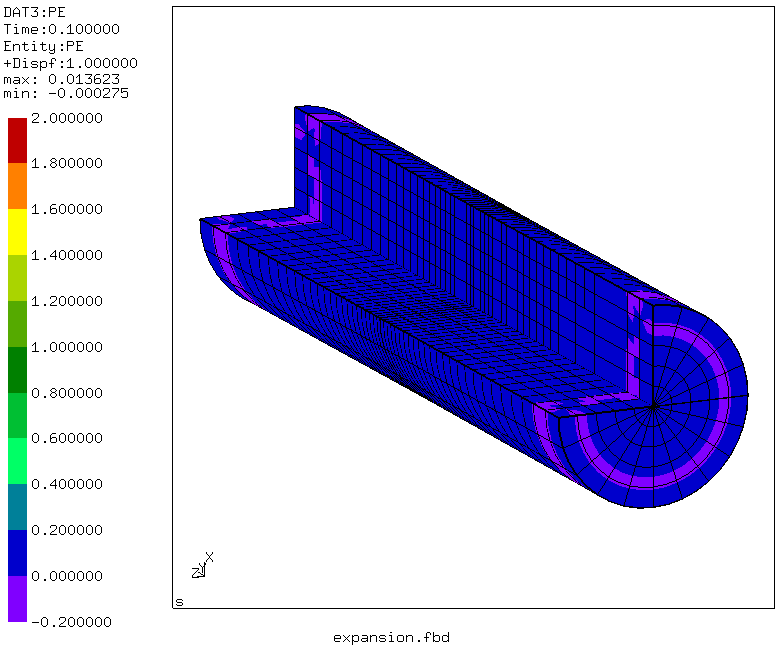 DAT3:PE
Time:0.100000
Entity:PE
+Dispf:1.000000
max: 0.013623
min: -0.000275
2.000000
1.800000
1.600000
1.400000
1.200000
1.000000
0.800000
0.600000
0.400000
0.200000
0.000000
-0.200000
X
Y
Z
s
expansion.fbd